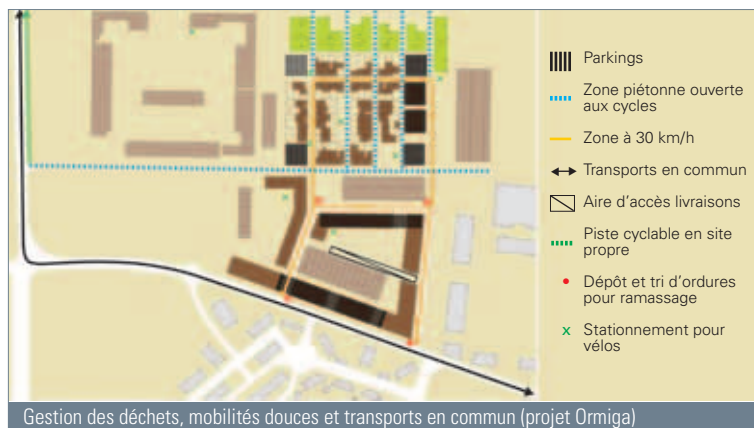 Parkings
Zone piétonne ouverte
aux cycles
Zone à 30 km/h
Transports en commun
Aire d'accès livraisons
Piste cyclable en site
propre
Dépôt et tri d'ordures
pour ramassage
Stationnement pour
vélos
Gestion des déchets, mobilités douces et transports en commun (projet Ormiga)